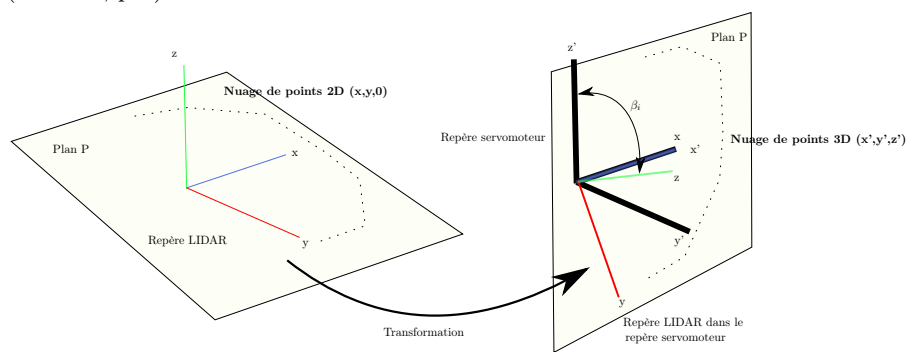 z
Nuage de points 2D (x,y,0)
Plan P
x
Repère LIDAR
y
Transformation
Plan P
z'
βi
Repère servomoteur
x
x'
Nuage de points 3D (x',y',z')
z
y'
y
Repère LIDAR dans le
repère servomoteur